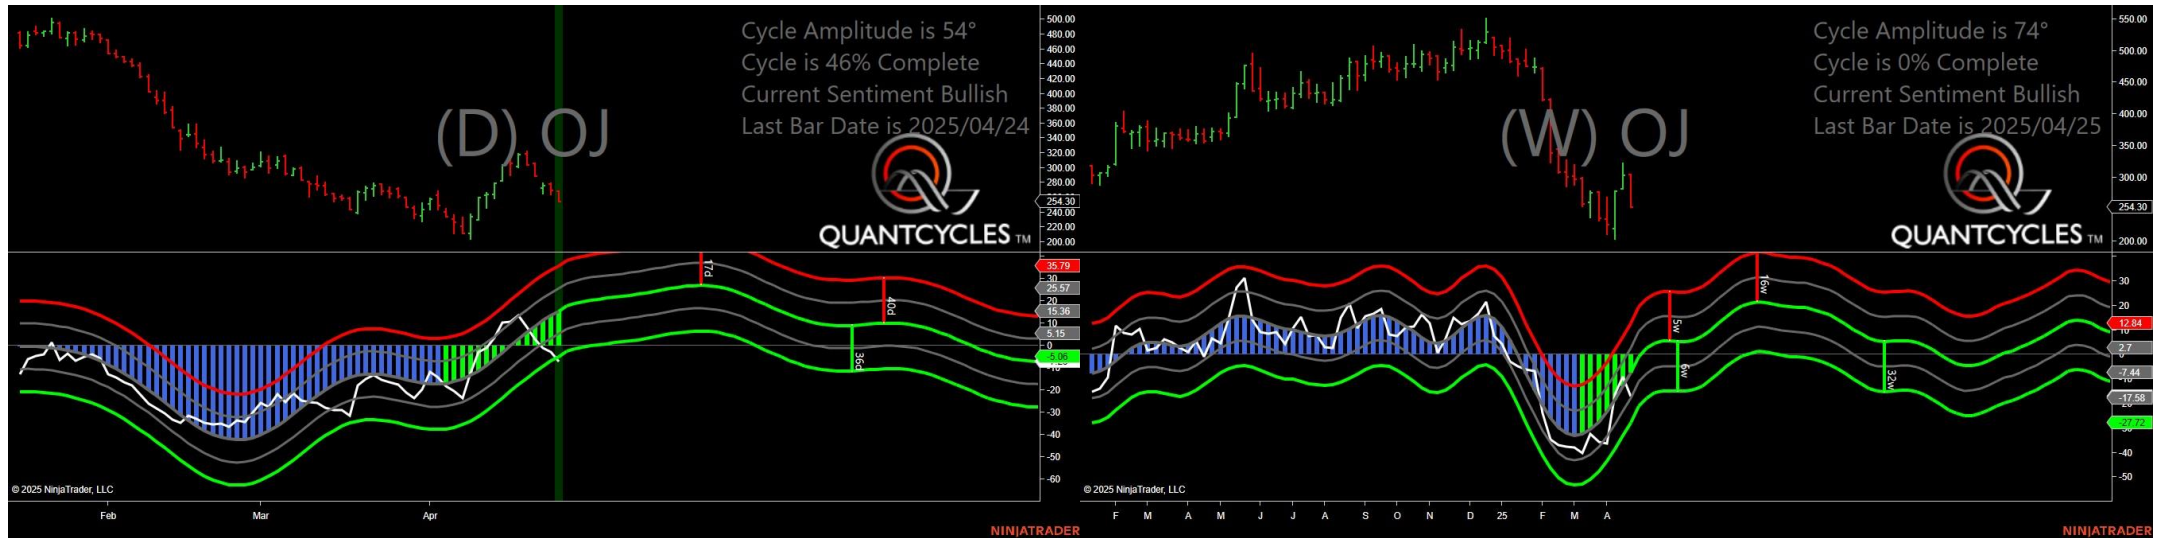 Cycle Amplitude is 54°
Cycle is 46% Complete
Current Sentiment Bullish
Last Bar Date is 2025/04/24
(D) OJ
QUANTCYCLES TM
500.00
480.00
460.00
440.00
420.00
400.00
380.00
360.00
340.00
320.00
300.00
280.00
254.30
240.00
220.00
200.00
35.79
30
25.57
20
15.36
10
5.15
0
-5.06
-20
-30
-40
-50
-60
17d
40d
36d
© 2025 NinjaTrader, LLC
Feb
Mar
Apr
NINJATRADER
Cycle Amplitude is 74°
Cycle is 0% Complete
Current Sentiment Bullish
Last Bar Date is 2025/04/25
(W) OJ
QUANTCYCLES TM
550.00
500.00
450.00
400.00
350.00
300.00
254.30
200.00
30
20
12.84
2.7
-7.44
-17.58
-27.72
-40
-50
5w
6w
16w
32w
© 2025 NinjaTrader, LLC
F
M
A
M
J
J
A
S
O
N
D
25
F
M
A
NINJATRADER